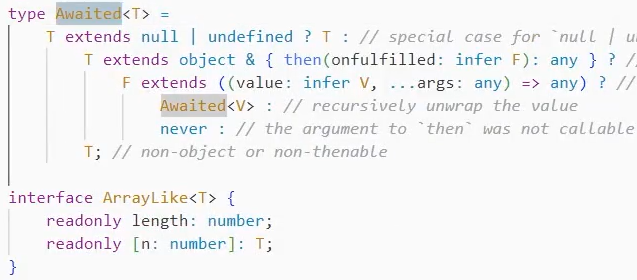 type Awaited<T> =
    T extends null | undefined ? T : // special case for `null | u
        T extends object & { then(onfulfilled: infer F): any } ? //
            F extends ((value: infer V, ...args: any) => any) ? //
                Awaited<V> : // recursively unwrap the value
                never : // the argument to `then` was not callable
        T; // non-object or non-thenable
interface ArrayLike<T> {
    readonly length: number;
    readonly [n: number]: T;
}